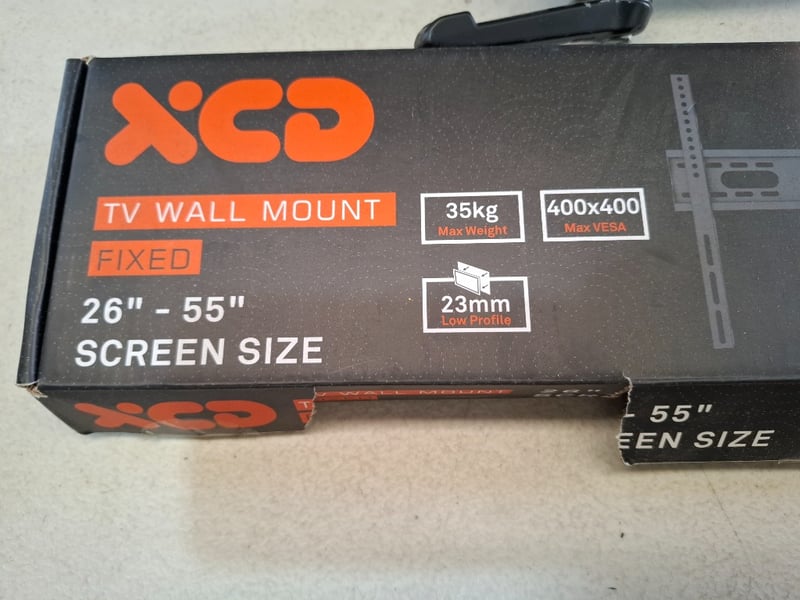 XCD
TV WALL MOUNT
FIXED
26" - 55"
SCREEN SIZE
35kg
Max Weight
400x400
Max VESA
23mm
Low Profile
XCD
TV WALL MOUNT
26"
- 55"
EEN SIZE